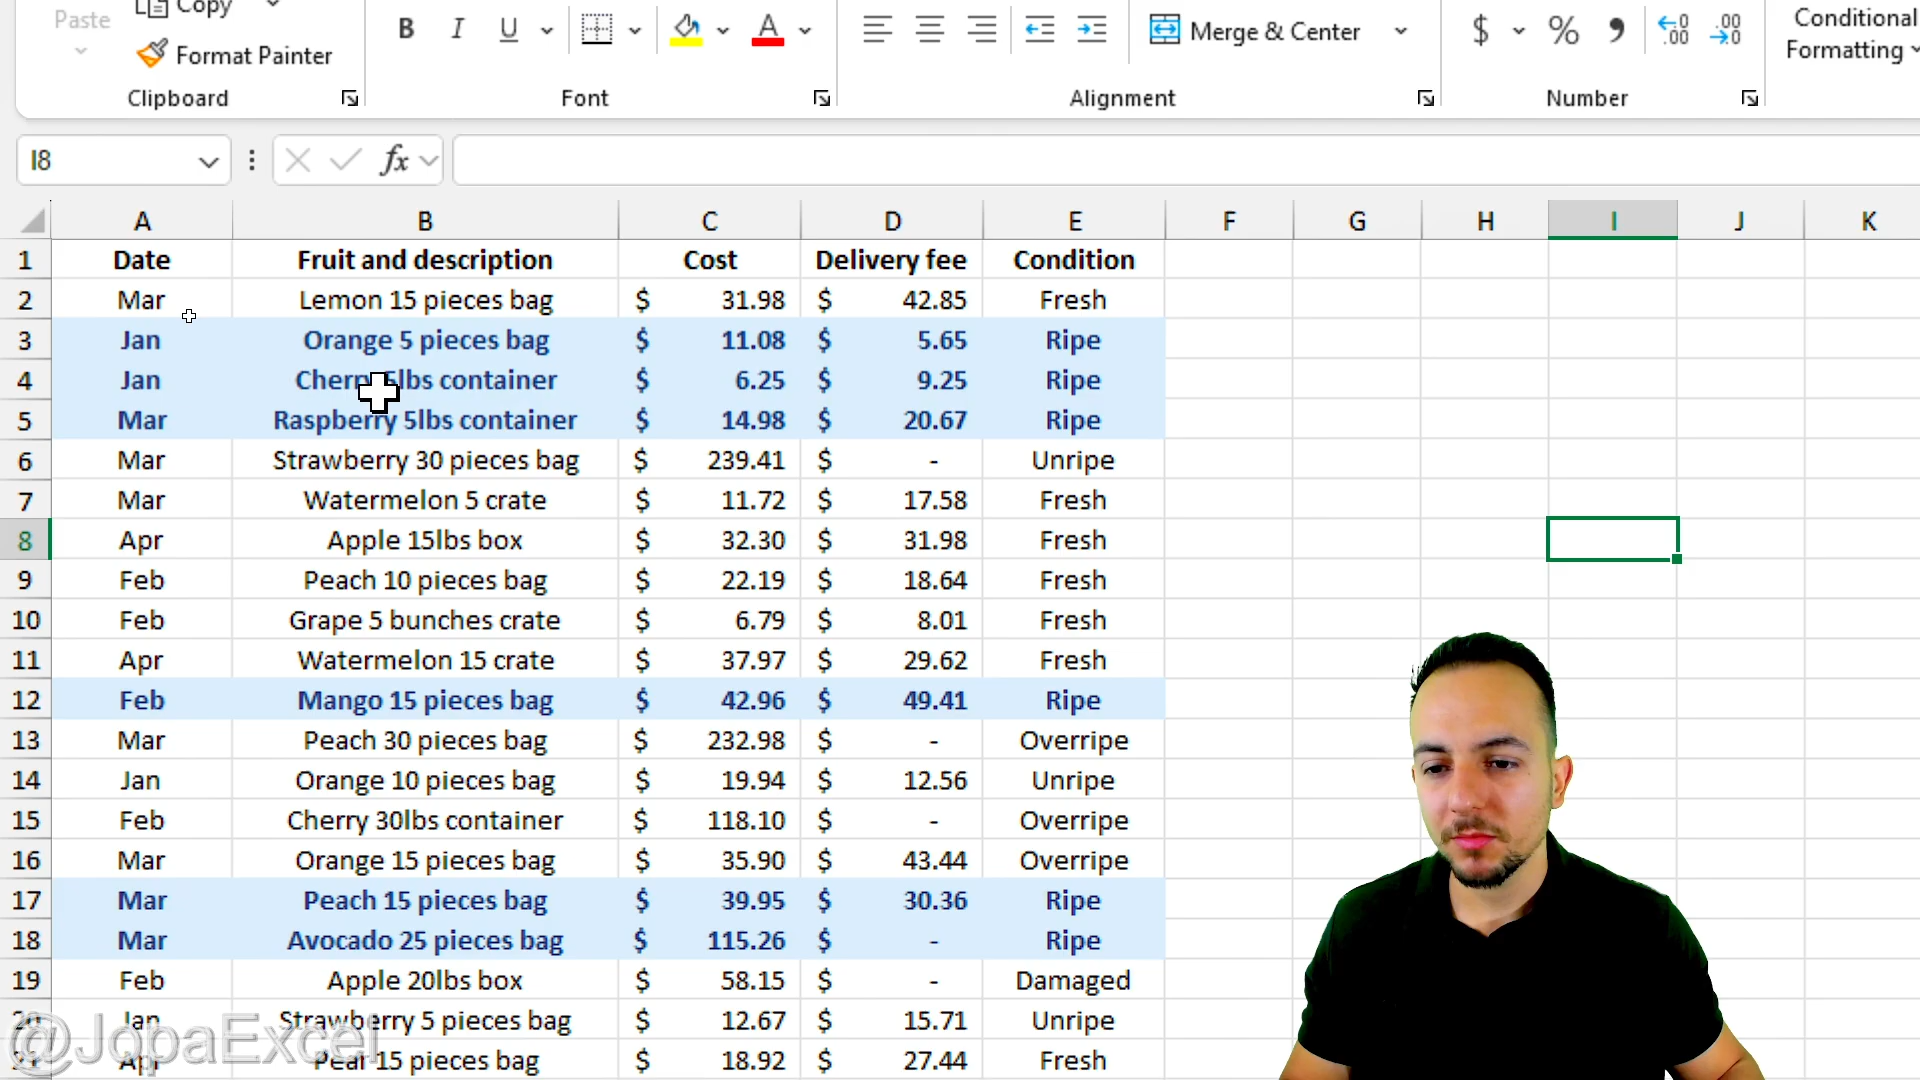 Paste Copy Format Painter
Clipboard
B I U A
Font
Merge & Center
Alignment
$ % , .00 .00
Number
Conditional
Formatting
I8 fx
A B C D E F G H I J K
1 Date Fruit and description Cost Delivery fee Condition
2 Mar Lemon 15 pieces bag $ 31.98 $ 42.85 Fresh
3 Jan Orange 5 pieces bag $ 11.08 $ 5.65 Ripe
4 Jan Cherry 5lbs container $ 6.25 $ 9.25 Ripe
5 Mar Raspberry 5lbs container $ 14.98 $ 20.67 Ripe
6 Mar Strawberry 30 pieces bag $ 239.41 $ - Unripe
7 Mar Watermelon 5 crate $ 11.72 $ 17.58 Fresh
8 Apr Apple 15lbs box $ 32.30 $ 31.98 Fresh
9 Feb Peach 10 pieces bag $ 22.19 $ 18.64 Fresh
10 Feb Grape 5 bunches crate $ 6.79 $ 8.01 Fresh
11 Apr Watermelon 15 crate $ 37.97 $ 29.62 Fresh
12 Feb Mango 15 pieces bag $ 42.96 $ 49.41 Ripe
13 Mar Peach 30 pieces bag $ 232.98 $ - Overripe
14 Jan Orange 10 pieces bag $ 19.94 $ 12.56 Unripe
15 Feb Cherry 30lbs container $ 118.10 $ - Overripe
16 Mar Orange 15 pieces bag $ 35.90 $ 43.44 Overripe
17 Mar Peach 15 pieces bag $ 39.95 $ 30.36 Ripe
18 Mar Avocado 25 pieces bag $ 115.26 $ - Ripe
19 Feb Apple 20lbs box $ 58.15 $ - Damaged
20 Jan Strawberry 5 pieces bag $ 12.67 $ 15.71 Unripe
21 Apr Pear 15 pieces bag $ 18.92 $ 27.44 Fresh
@JopaExcel